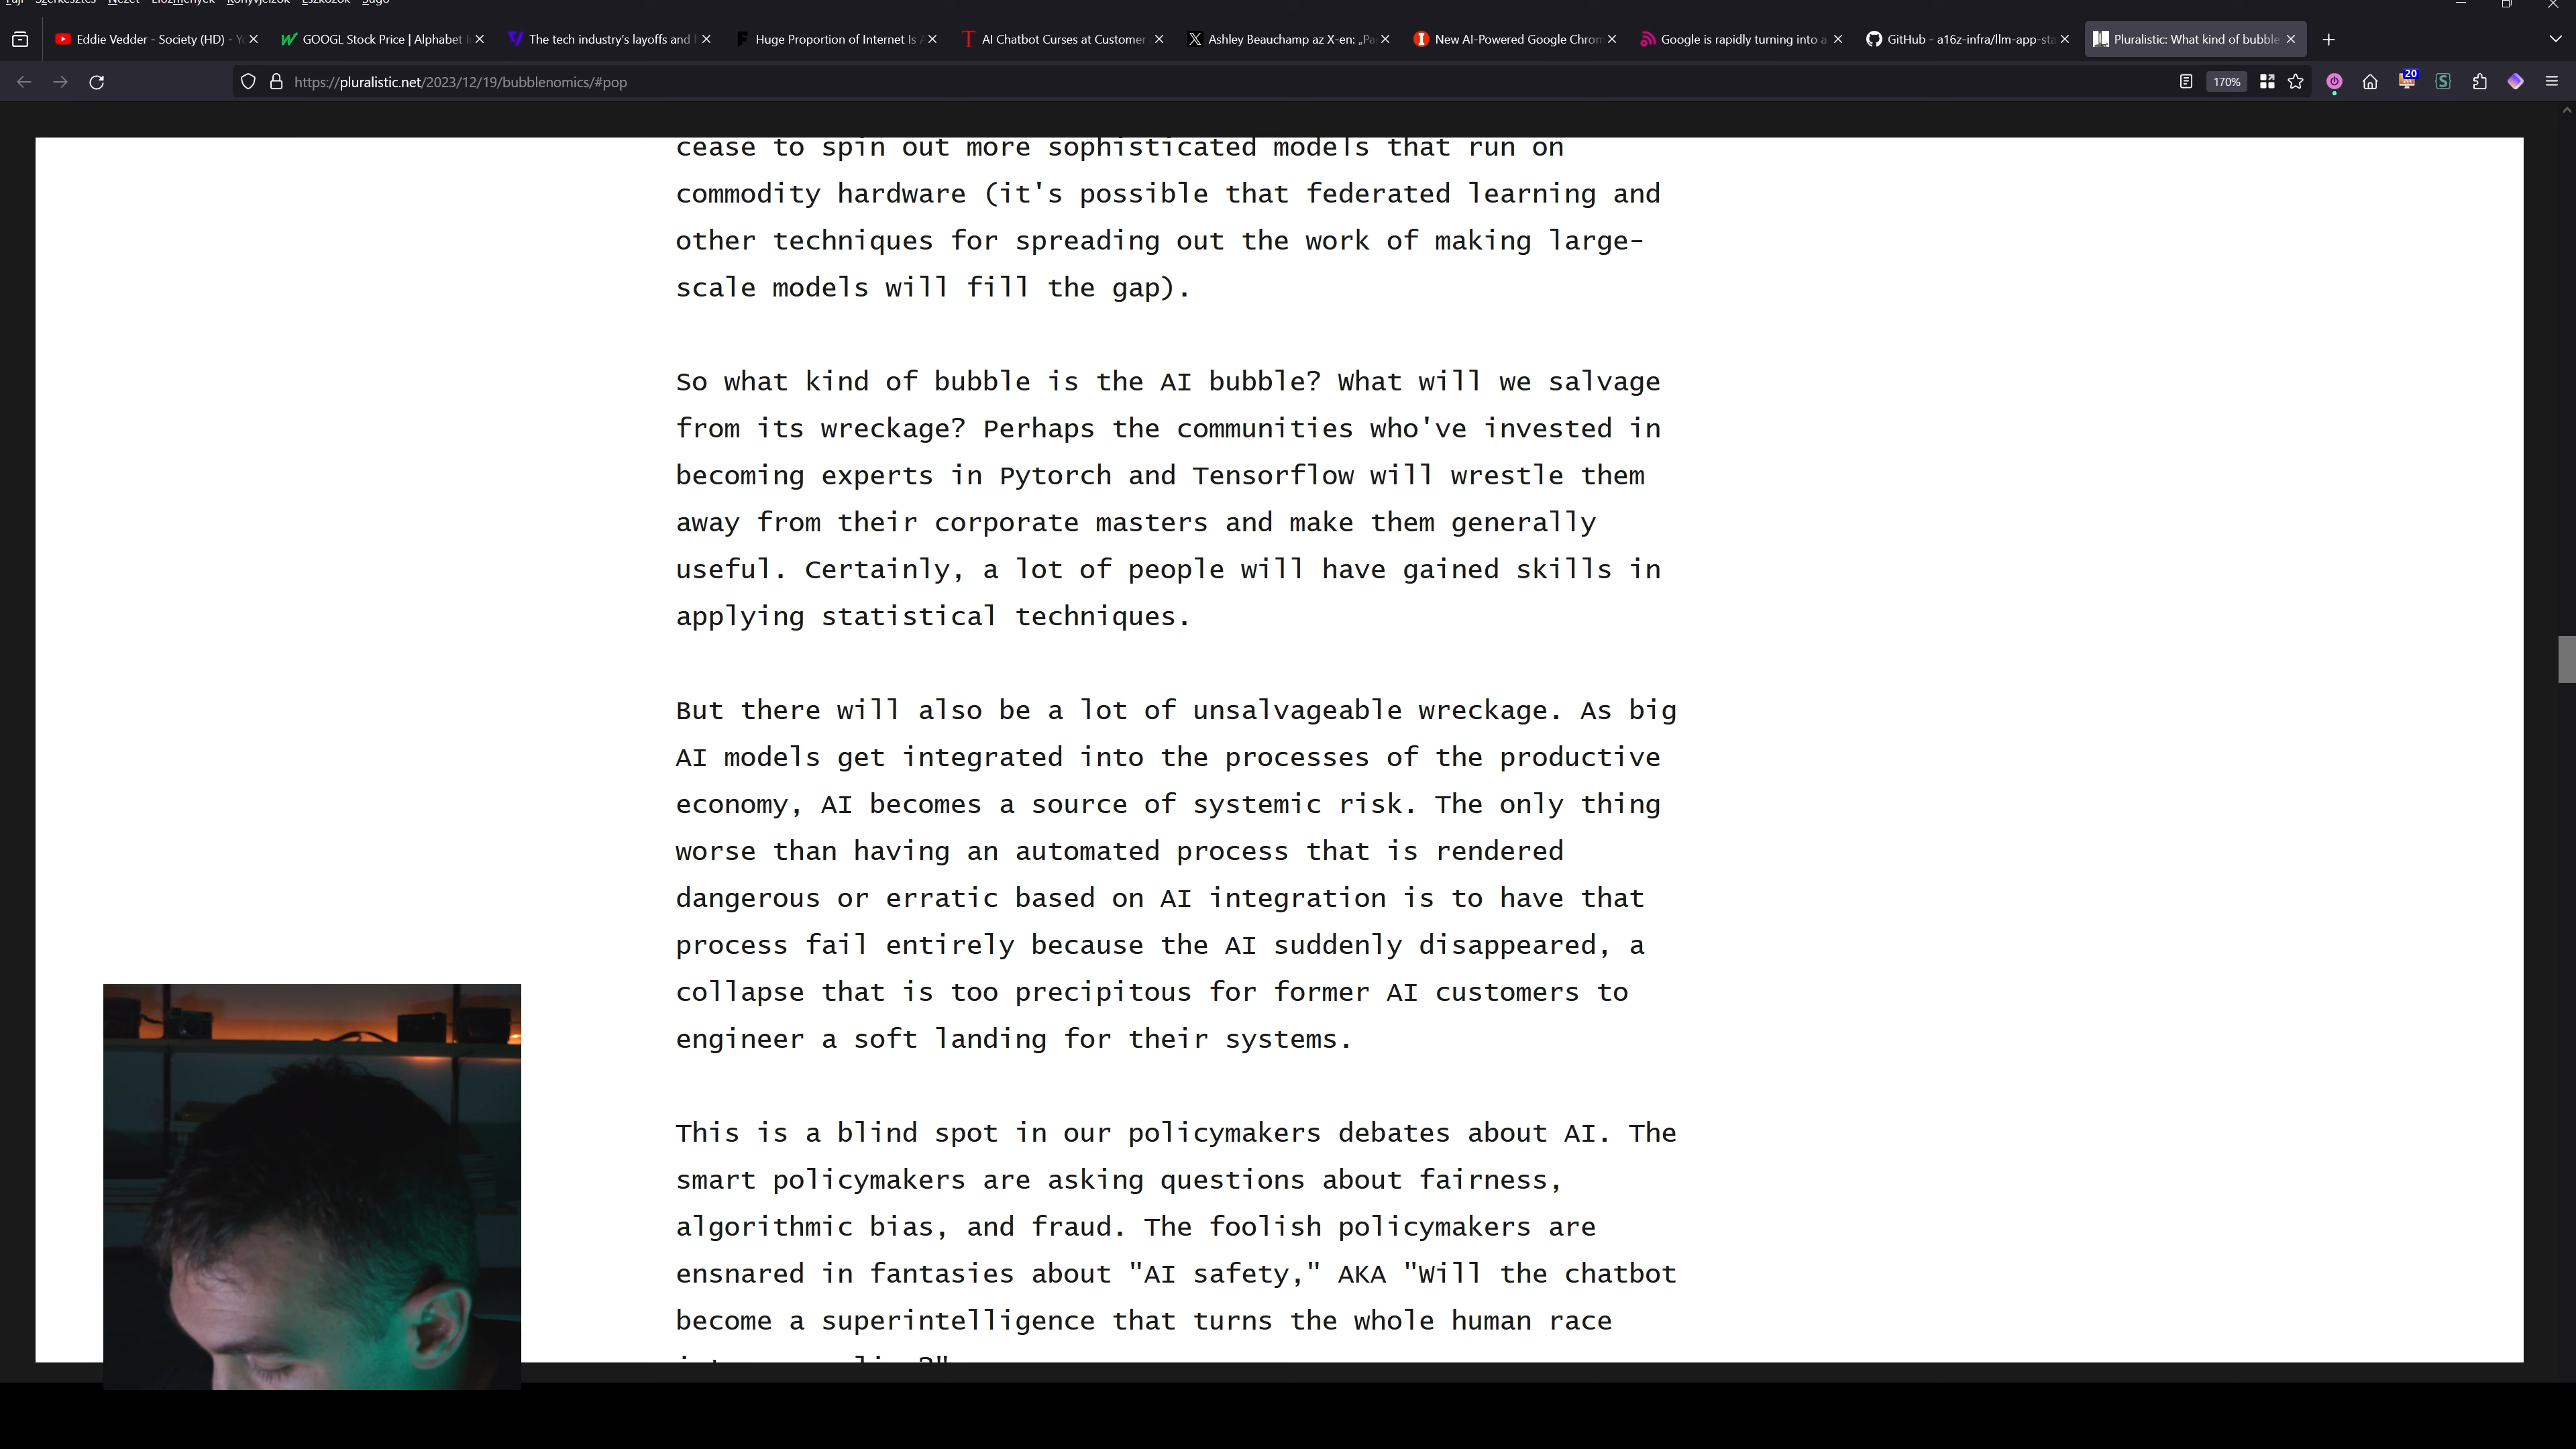 Szerkesztés Nézet Előzmények Könyvjelzők Eszközök Súgó
Eddie Vedder - Society (HD) - Yo
GOOGL Stock Price | Alphabet I
The tech industry's layoffs and
Huge Proportion of Internet Is A
AI Chatbot Curses at Customer
Ashley Beauchamp az X-en: „Pa
New AI-Powered Google Chrom
Google is rapidly turning into a
GitHub - a16z-infra/llm-app-sta
Pluralistic: What kind of bubble
https://pluralistic.net/2023/12/19/bubblenomics/#pop
170%
20
cease to spin out more sophisticated models that run on
commodity hardware (it's possible that federated learning and
other techniques for spreading out the work of making large-
scale models will fill the gap).
So what kind of bubble is the AI bubble? What will we salvage
from its wreckage? Perhaps the communities who've invested in
becoming experts in Pytorch and Tensorflow will wrestle them
away from their corporate masters and make them generally
useful. Certainly, a lot of people will have gained skills in
applying statistical techniques.
But there will also be a lot of unsalvageable wreckage. As big
AI models get integrated into the processes of the productive
economy, AI becomes a source of systemic risk. The only thing
worse than having an automated process that is rendered
dangerous or erratic based on AI integration is to have that
process fail entirely because the AI suddenly disappeared, a
collapse that is too precipitous for former AI customers to
engineer a soft landing for their systems.
This is a blind spot in our policymakers debates about AI. The
smart policymakers are asking questions about fairness,
algorithmic bias, and fraud. The foolish policymakers are
ensnared in fantasies about "AI safety," AKA "Will the chatbot
become a superintelligence that turns the whole human race